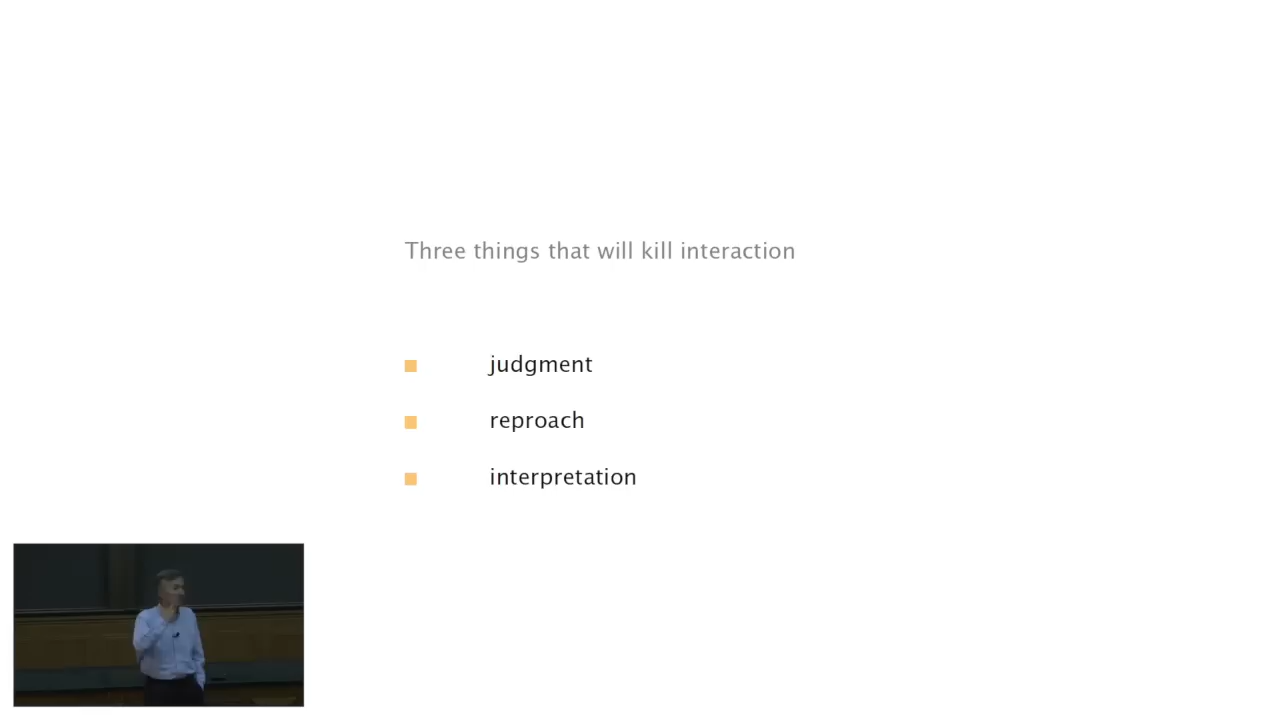 Three things that will kill interaction
judgment
reproach
interpretation